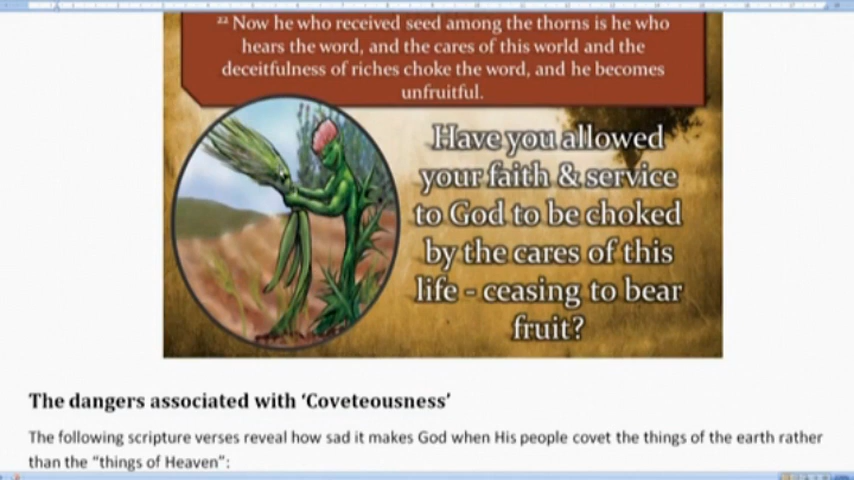 ²² Now he who received seed among the thorns is he who
hears the word, and the cares of this world and the
deceitfulness of riches choke the word, and he becomes
unfruitful.
Have you allowed
your faith & service
to God to be choked
by the cares of this
life - ceasing to bear
fruit?
The dangers associated with ‘Coveteousness’
The following scripture verses reveal how sad it makes God when His people covet the things of the earth rather
than the “things of Heaven”: